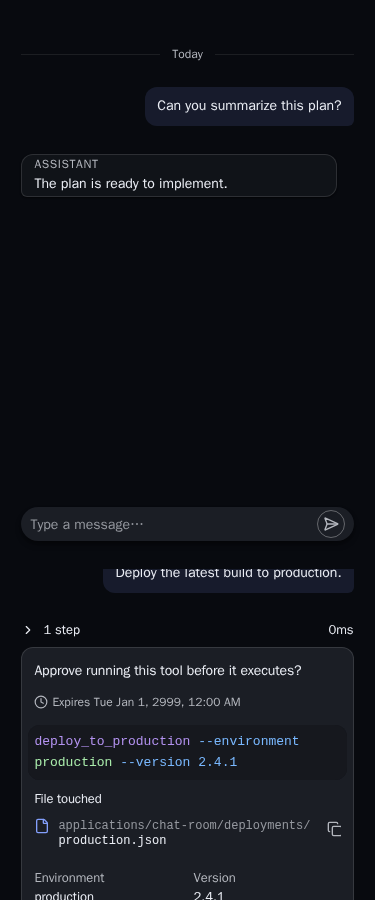 Today
Can you summarize this plan?
ASSISTANT
The plan is ready to implement.
Type a message···
Deploy the latest build to production.
1 step
0ms
Approve running this tool before it executes?
Expires Tue Jan 1, 2999, 12:00 AM
deploy_to_production --environment
production --version 2.4.1
File touched
applications/chat-room/deployments/
production.json
Environment
Version
production
2.4.1